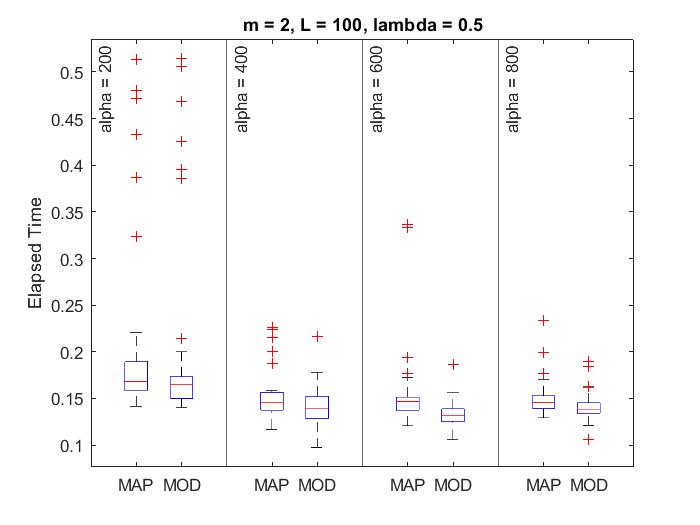 m = 2, L = 100, lambda = 0.5
Elapsed Time
0.5
0.45
0.4
0.35
0.3
0.25
0.2
0.15
0.1
alpha = 200
alpha = 400
alpha = 600
alpha = 800
MAP MOD MAP MOD MAP MOD MAP MOD